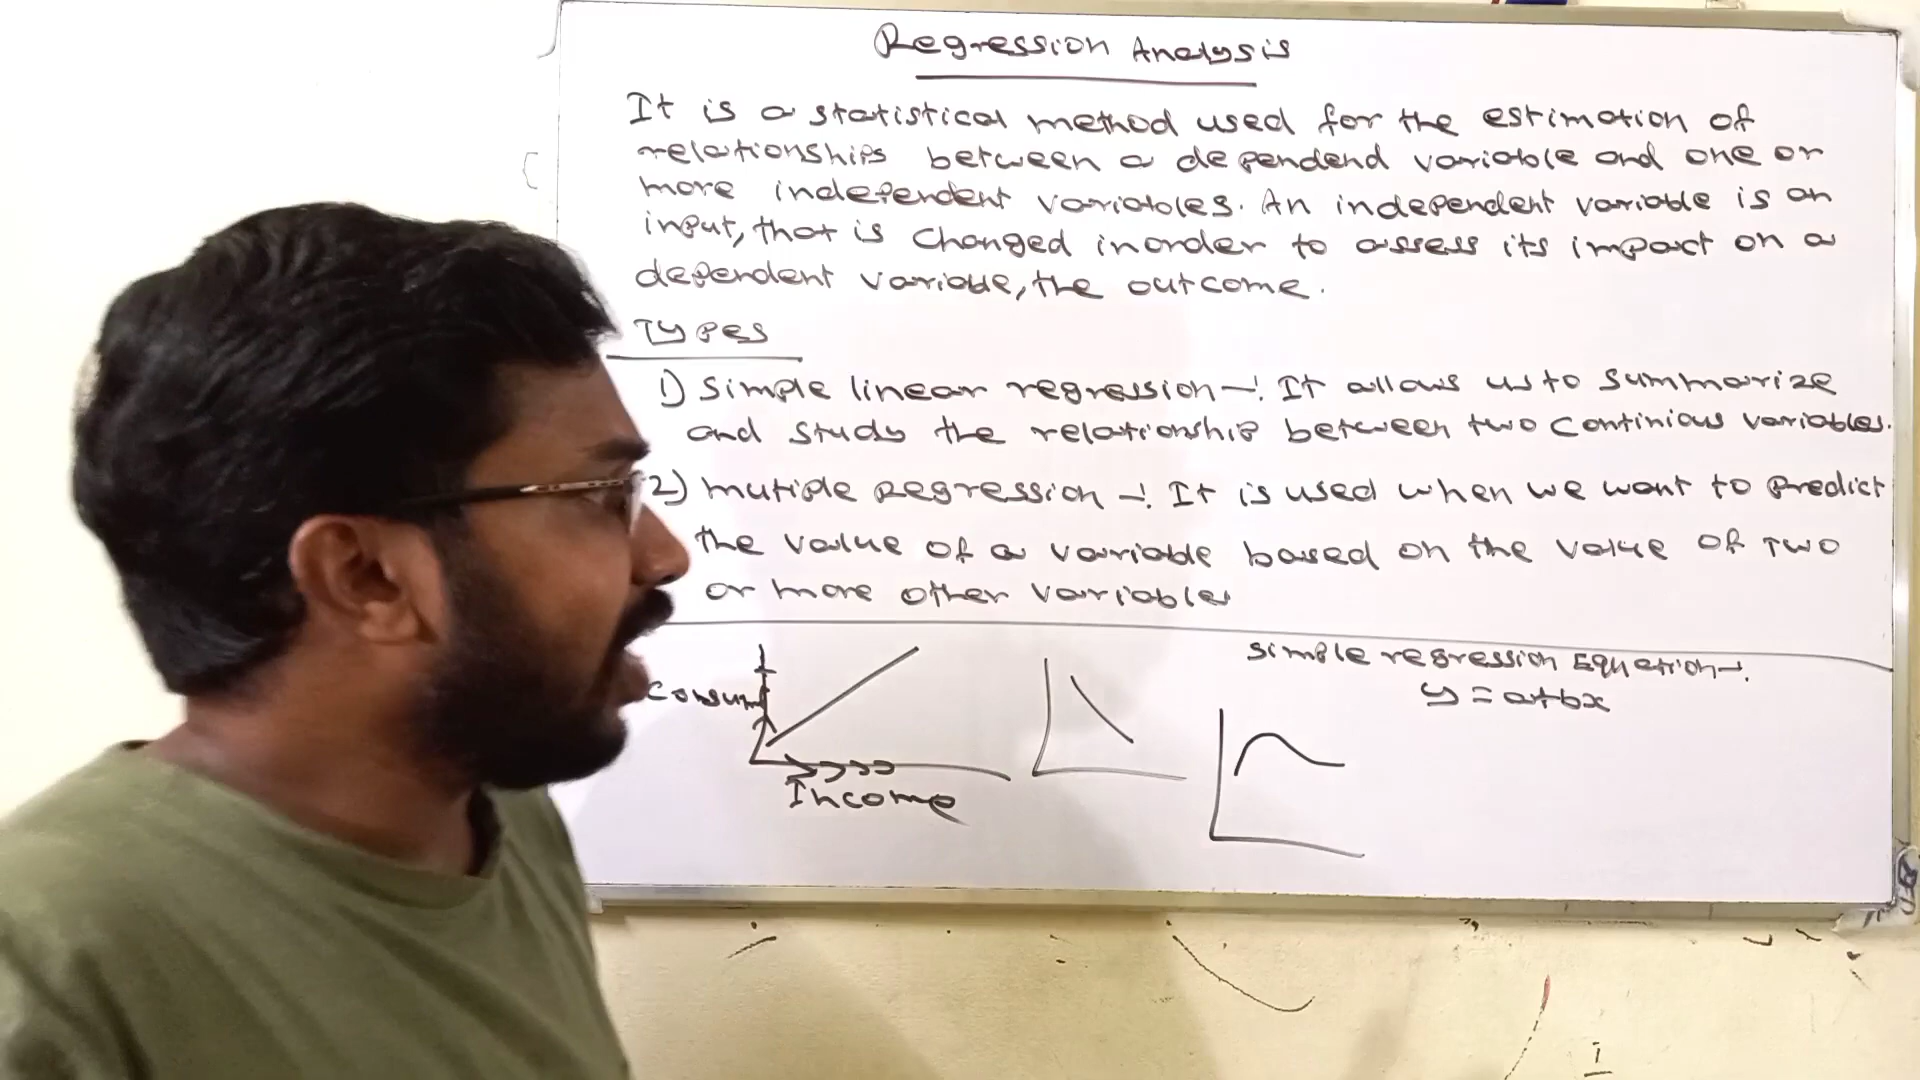 Regression Analysis
It is a statistical method used for the estimation of
relationships between a dependend variable and one or
more independent variables. An independent variable is an
input, that is changed inorder to assess its impact on a
dependent variable, the outcome.
Types
1) Simple linear regression -: It allows us to summarize
and study the relationship between two continious variables.
2) mutiple Regression -: It is used when we want to predict
the value of a variable based on the value of two
or more other variables
Simple regression Equation -:
y = a+bx
Consum
Income